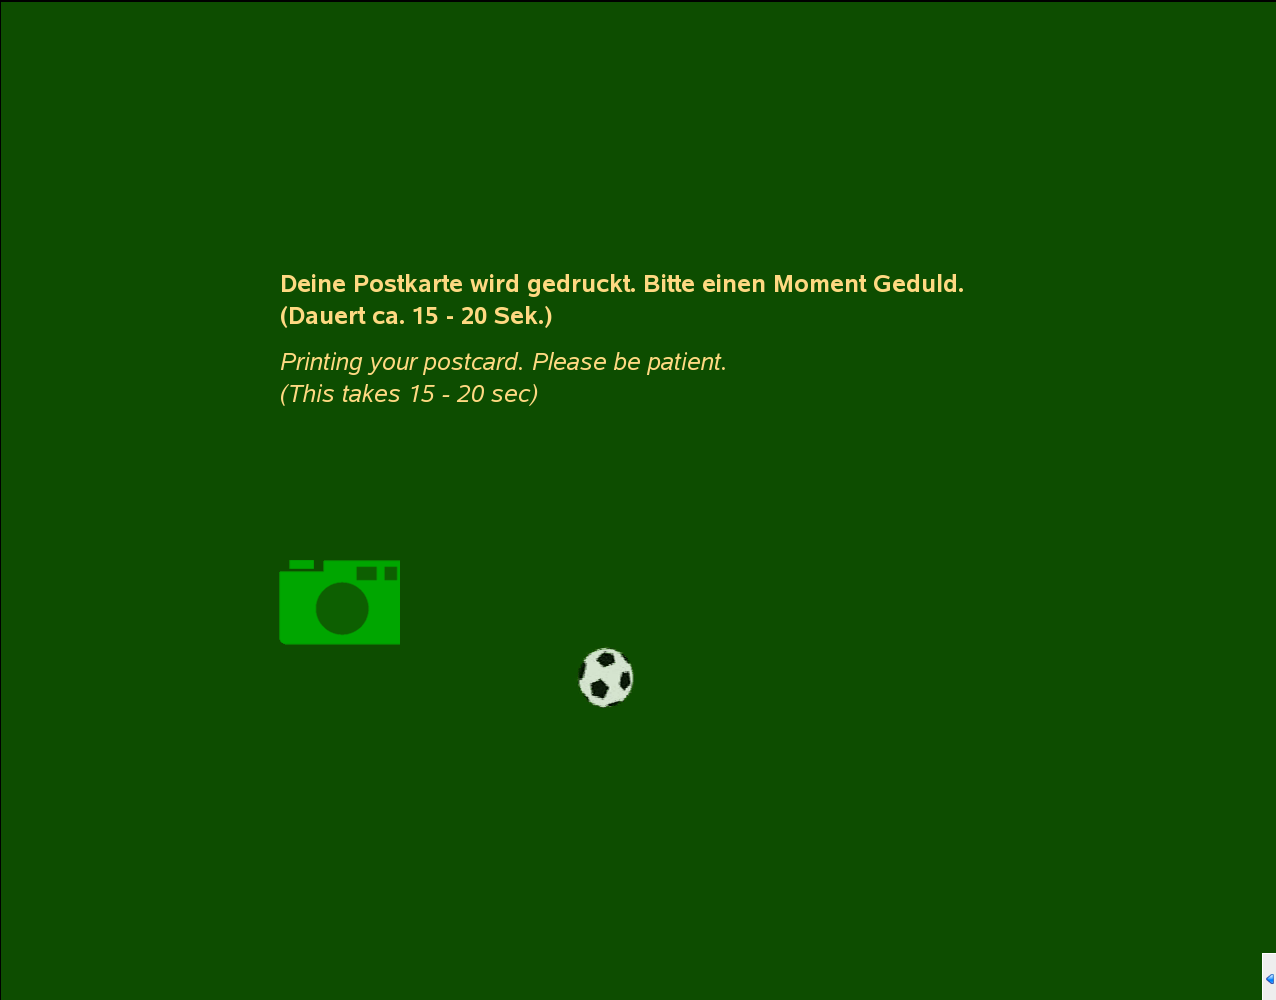 Deine Postkarte wird gedruckt. Bitte einen Moment Geduld.
(Dauert ca. 15 - 20 Sek.)
Printing your postcard. Please be patient.
(This takes 15 - 20 sec)